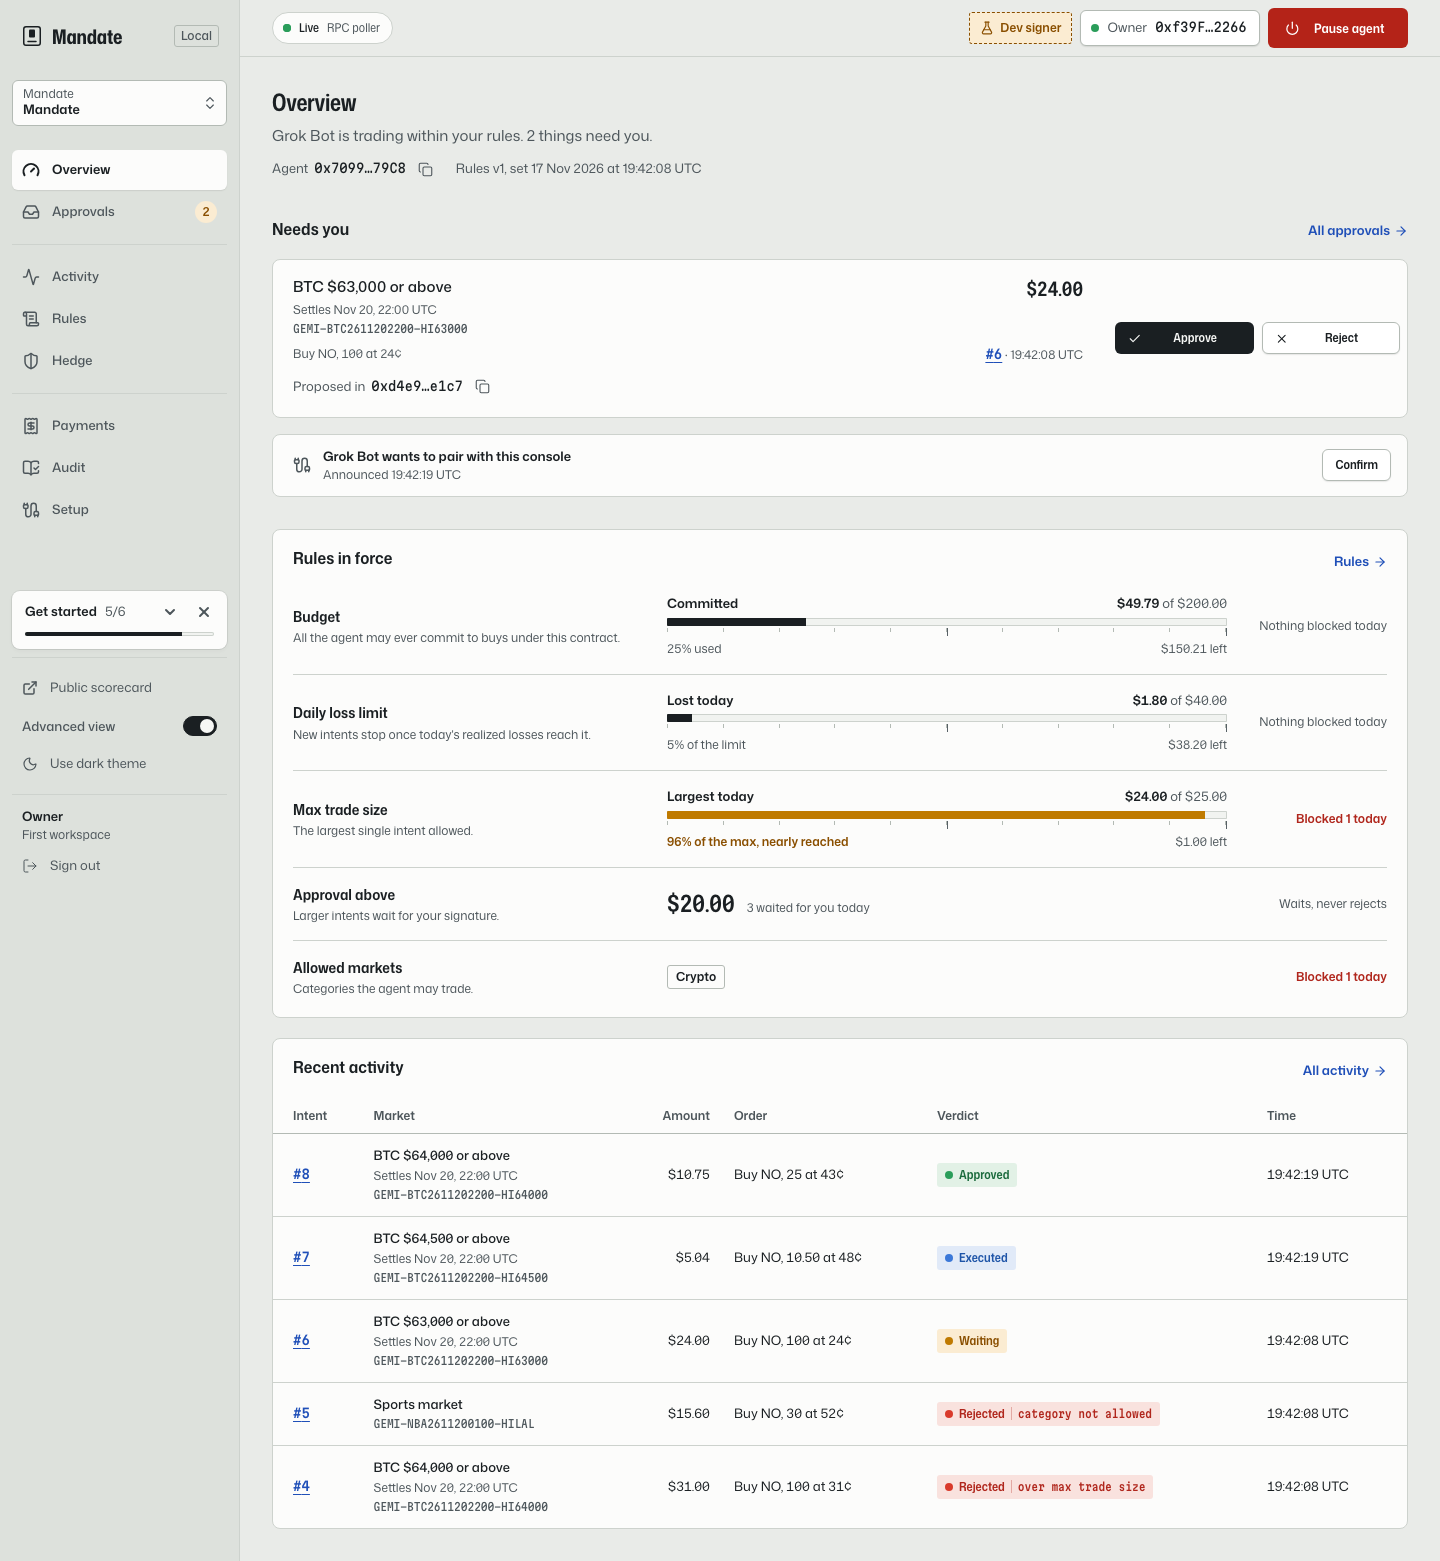 Mandate
Local
Mandate
Mandate
Overview
Approvals 2
Activity
Rules
Hedge
Payments
Audit
Setup
Get started 5/6
Public scorecard
Advanced view
Use dark theme
Owner
First workspace
Sign out
Live RPC poller
Dev signer
Owner 0xf39F…2266
Pause agent
Overview
Grok Bot is trading within your rules. 2 things need you.
Agent 0x7099…79C8 Rules v1, set 17 Nov 2026 at 19:42:08 UTC
Needs you
All approvals →
BTC $63,000 or above
$24.00
Settles Nov 20, 22:00 UTC
GEMI-BTC2611202200-HI63000
Approve
Reject
Buy NO, 100 at 24¢
#6 · 19:42:08 UTC
Proposed in 0xd4e9…e1c7
Grok Bot wants to pair with this console
Announced 19:42:19 UTC
Confirm
Rules in force
Rules →
Budget
All the agent may ever commit to buys under this contract.
Committed $49.79 of $200.00
25% used $150.21 left
Nothing blocked today
Daily loss limit
New intents stop once today's realized losses reach it.
Lost today $1.80 of $40.00
5% of the limit $38.20 left
Nothing blocked today
Max trade size
The largest single intent allowed.
Largest today $24.00 of $25.00
96% of the max, nearly reached $1.00 left
Blocked 1 today
Approval above
Larger intents wait for your signature.
$20.00 3 waited for you today
Waits, never rejects
Allowed markets
Categories the agent may trade.
Crypto
Blocked 1 today
Recent activity
All activity →
Intent Market Amount Order Verdict Time
BTC $64,000 or above
#8 Settles Nov 20, 22:00 UTC $10.75 Buy NO, 25 at 43¢ Approved 19:42:19 UTC
GEMI-BTC2611202200-HI64000
BTC $64,500 or above
#7 Settles Nov 20, 22:00 UTC $5.04 Buy NO, 10.50 at 48¢ Executed 19:42:19 UTC
GEMI-BTC2611202200-HI64500
BTC $63,000 or above
#6 Settles Nov 20, 22:00 UTC $24.00 Buy NO, 100 at 24¢ Waiting 19:42:08 UTC
GEMI-BTC2611202200-HI63000
Sports market
#5 GEMI-NBA2611200100-HILAL $15.60 Buy NO, 30 at 52¢ Rejected | category not allowed 19:42:08 UTC
BTC $64,000 or above
#4 Settles Nov 20, 22:00 UTC $31.00 Buy NO, 100 at 31¢ Rejected | over max trade size 19:42:08 UTC
GEMI-BTC2611202200-HI64000